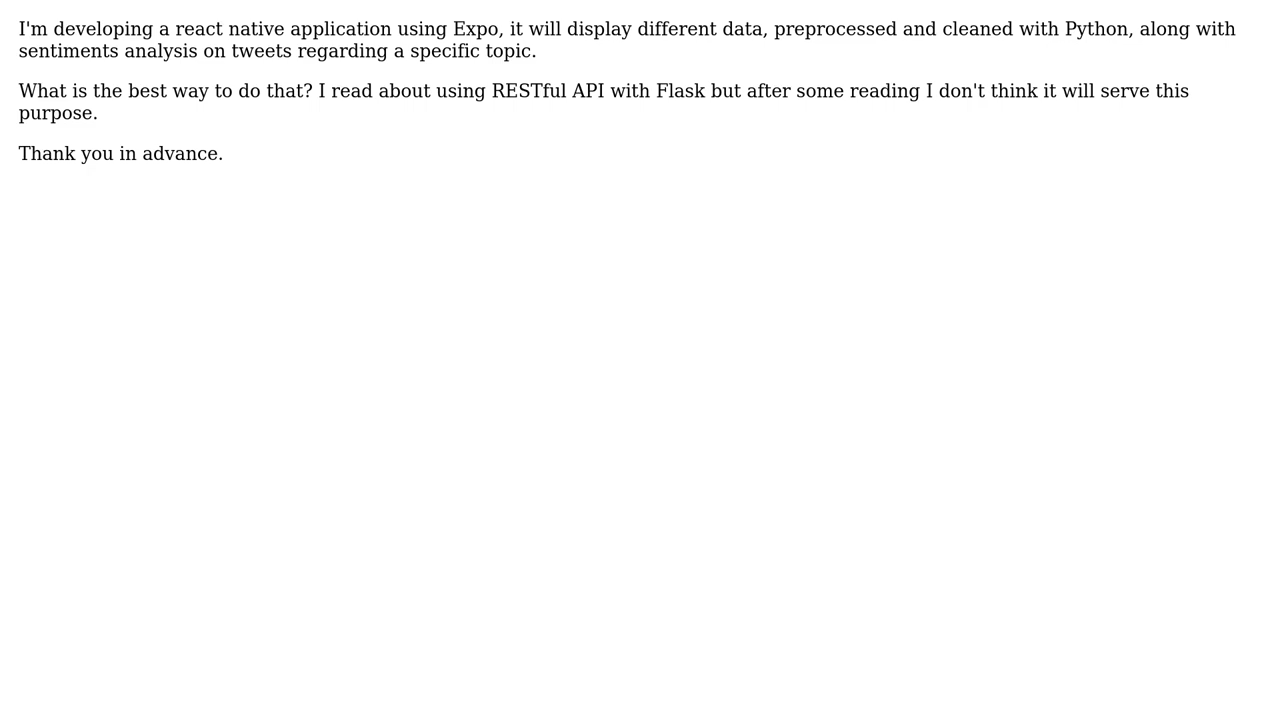 I'm developing a react native application using Expo, it will display different data, preprocessed and cleaned with Python, along with
sentiments analysis on tweets regarding a specific topic.
What is the best way to do that? I read about using RESTful API with Flask but after some reading I don't think it will serve this
purpose.
Thank you in advance.